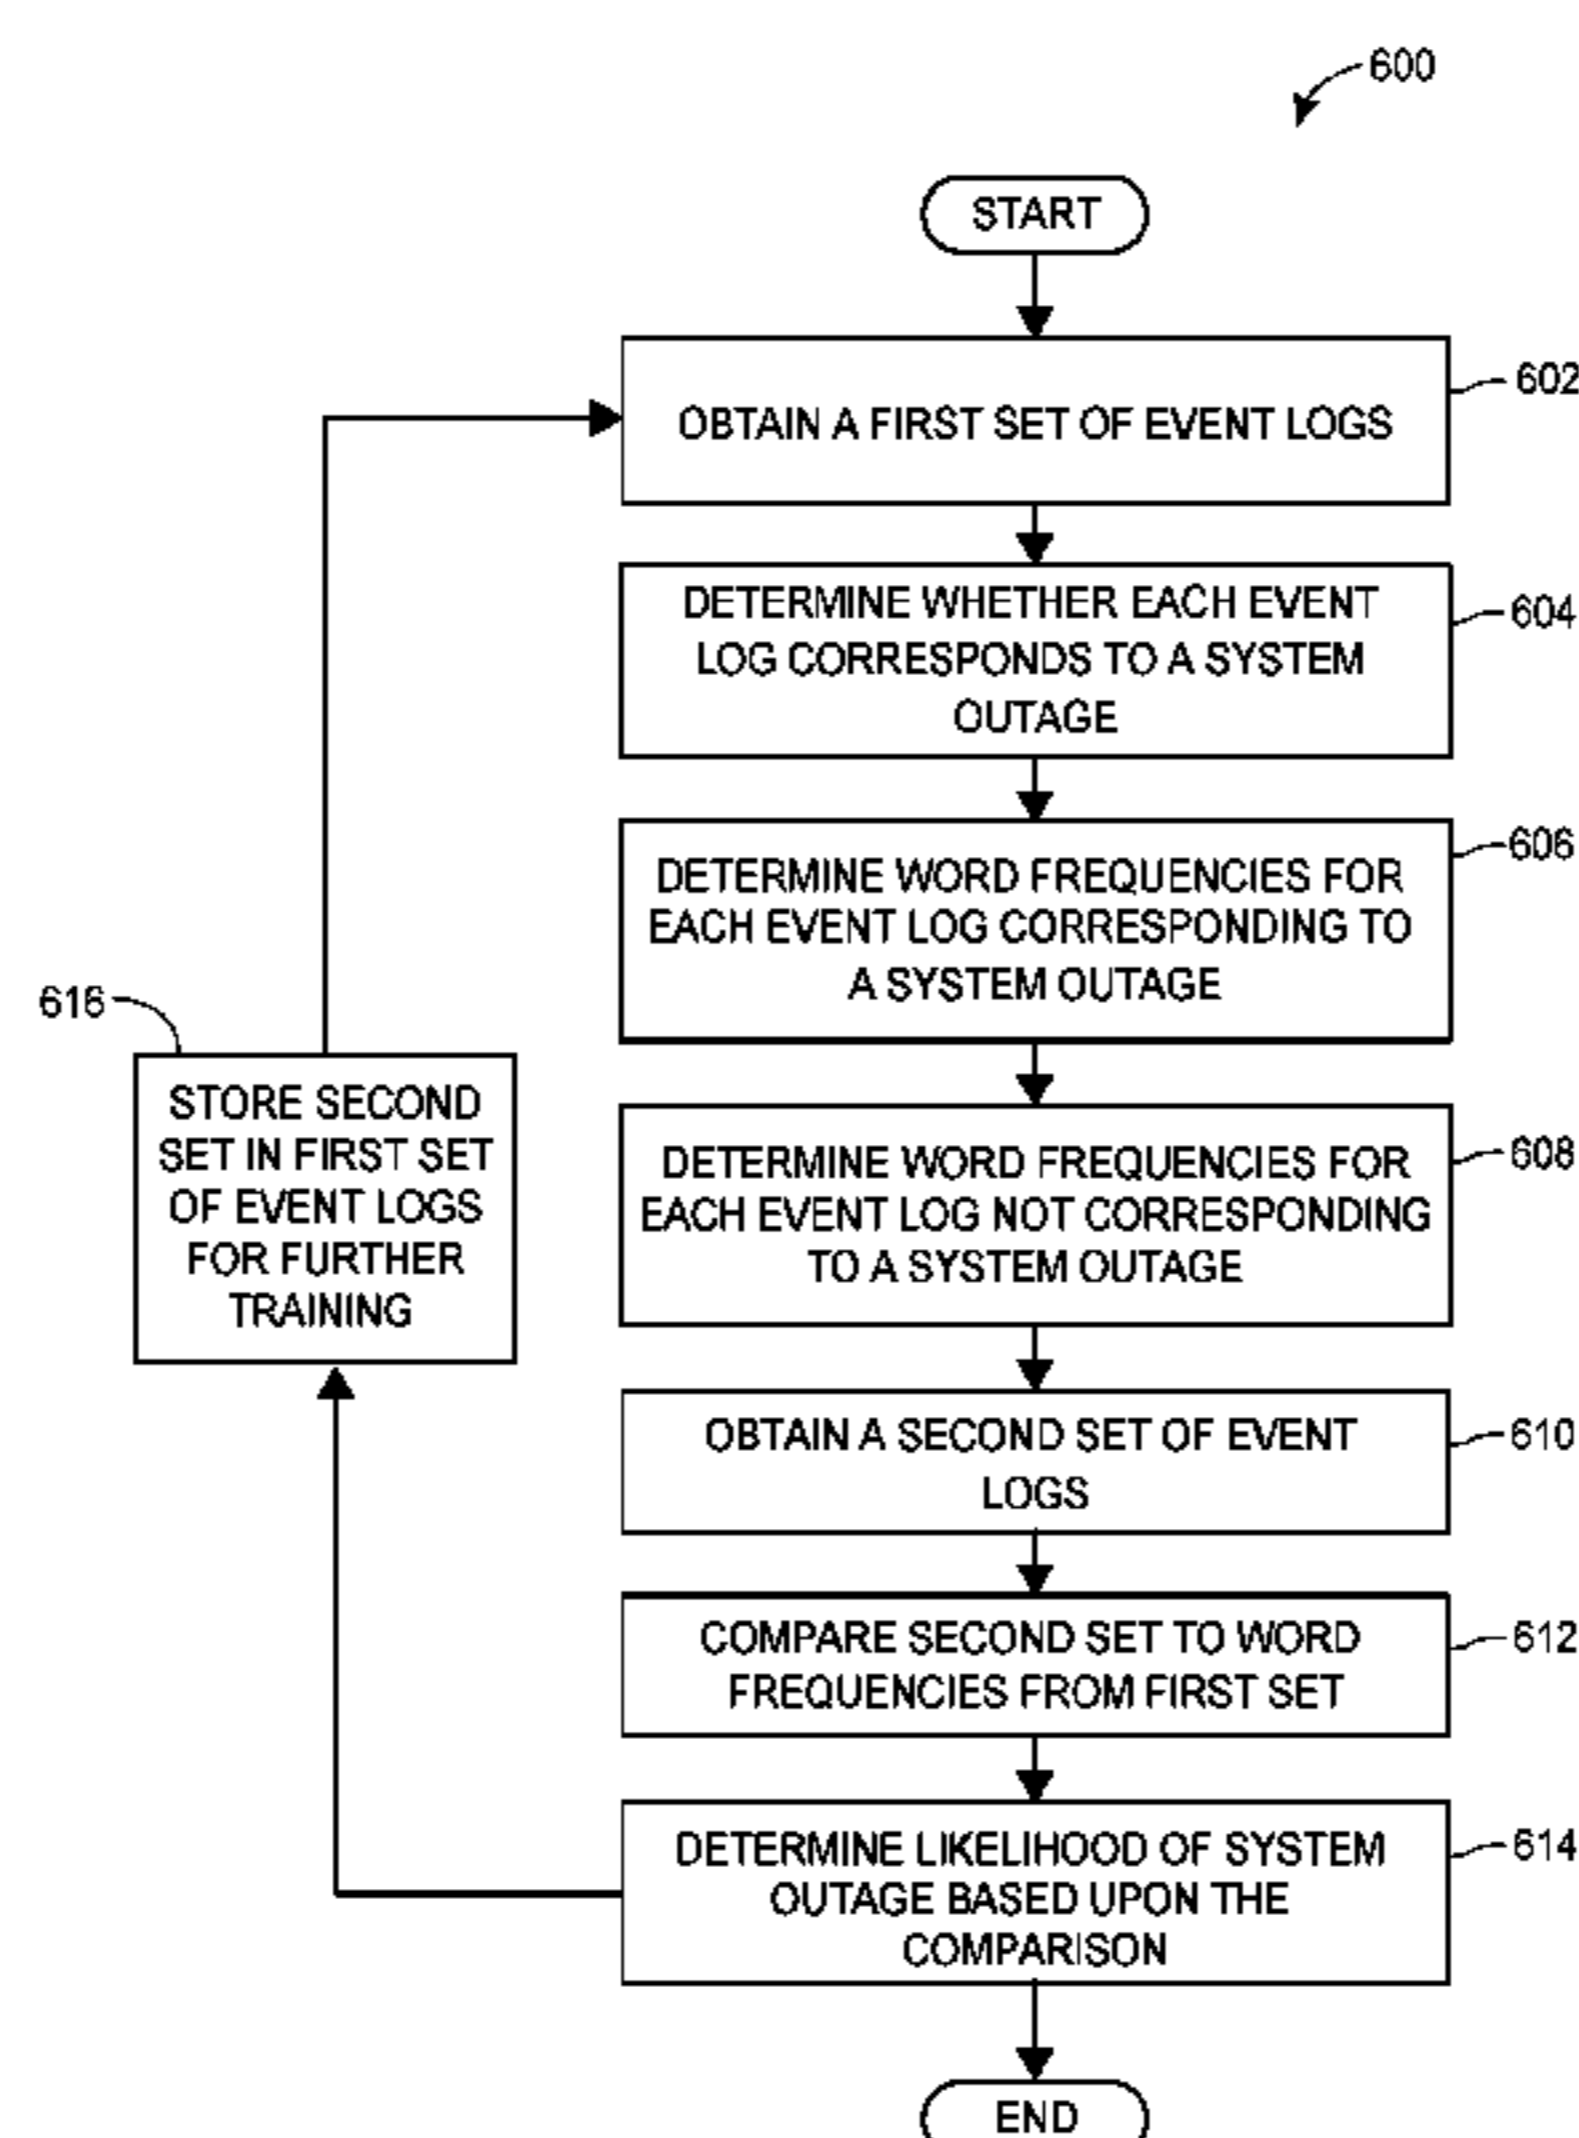 600
START
OBTAIN A FIRST SET OF EVENT LOGS
602
DETERMINE WHETHER EACH EVENT
LOG CORRESPONDS TO A SYSTEM
OUTAGE
604
DETERMINE WORD FREQUENCIES FOR
EACH EVENT LOG CORRESPONDING TO
A SYSTEM OUTAGE
606
DETERMINE WORD FREQUENCIES FOR
EACH EVENT LOG NOT CORRESPONDING
TO A SYSTEM OUTAGE
608
OBTAIN A SECOND SET OF EVENT
LOGS
610
COMPARE SECOND SET TO WORD
FREQUENCIES FROM FIRST SET
612
DETERMINE LIKELIHOOD OF SYSTEM
OUTAGE BASED UPON THE
COMPARISON
614
616
STORE SECOND
SET IN FIRST SET
OF EVENT LOGS
FOR FURTHER
TRAINING
END